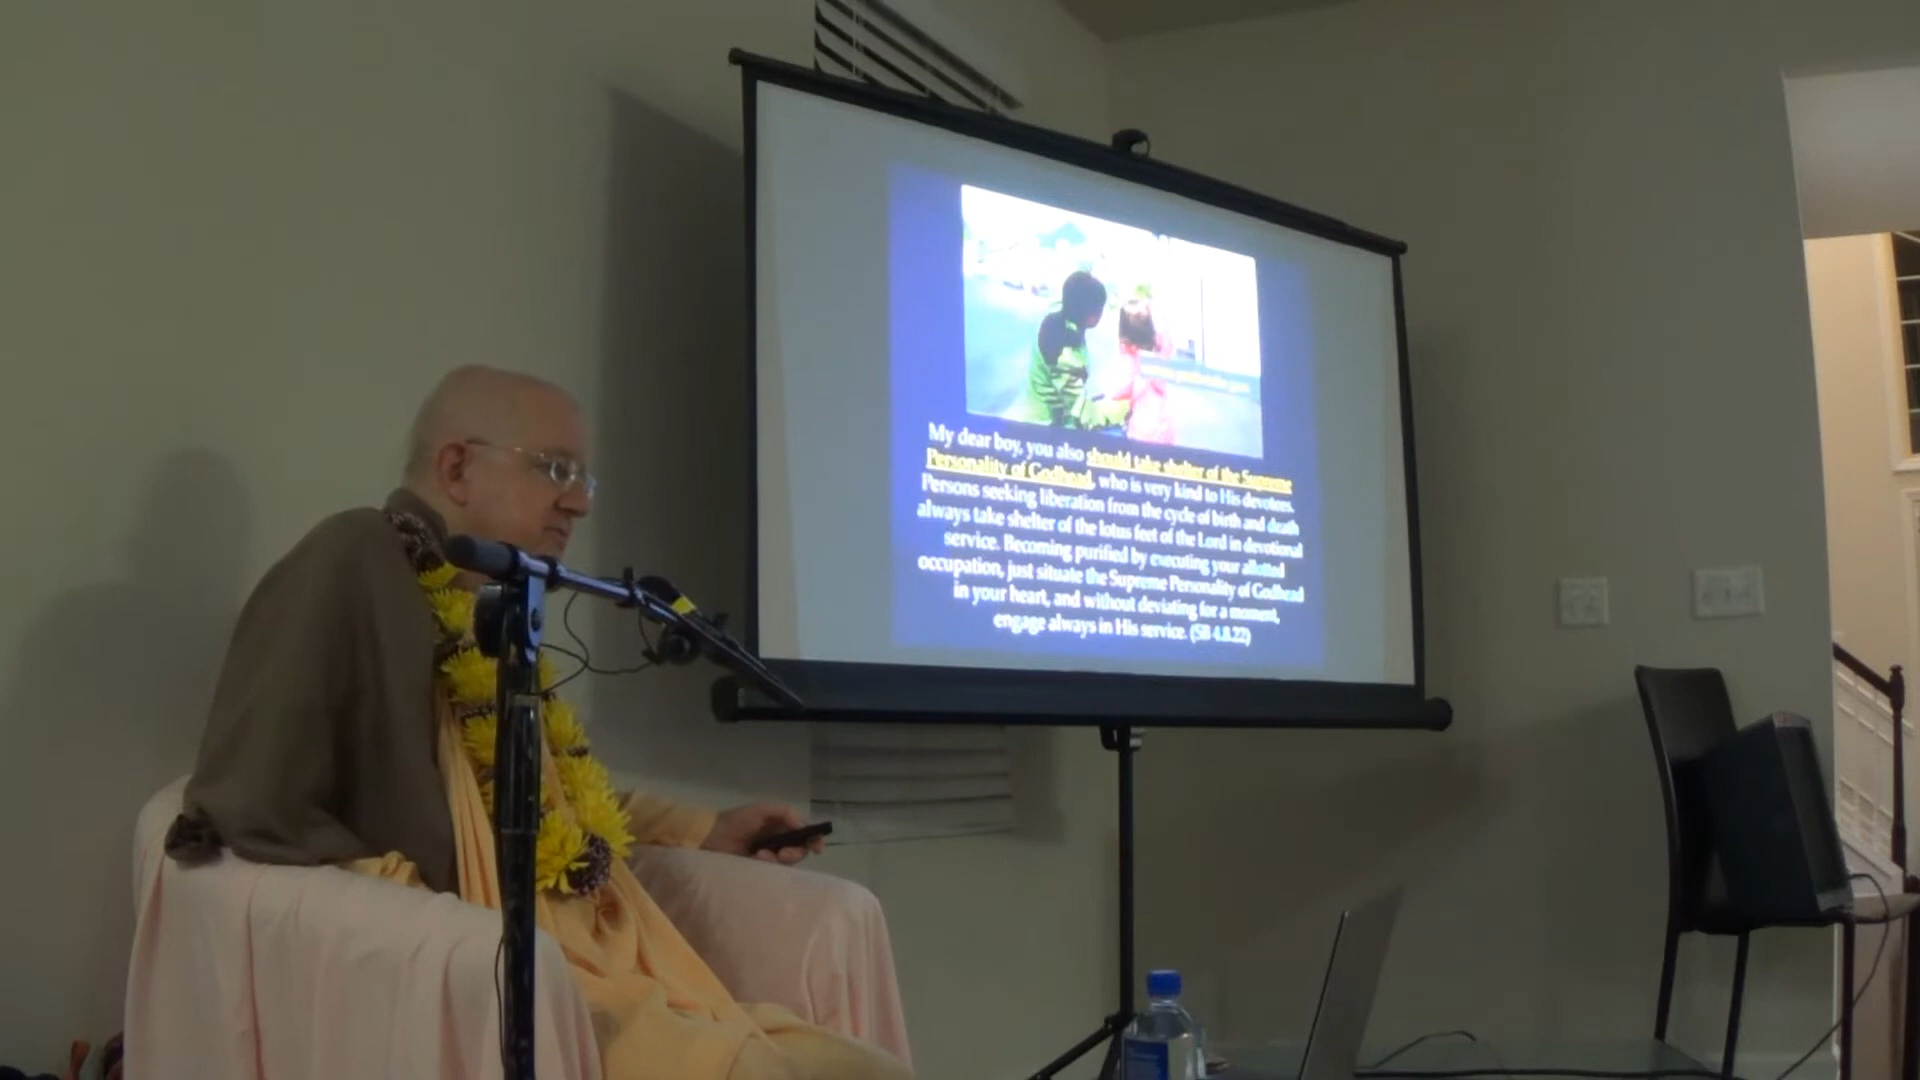 My dear boy, you also should take shelter of the Supreme
Personality of Godhead, who is very kind to His devotees.
Persons seeking liberation from the cycle of birth and death
always take shelter of the lotus feet of the Lord in devotional
service. Becoming purified by executing your allotted
occupation, just situate the Supreme Personality of Godhead
in your heart, and without deviating for a moment,
engage always in His service. (SB 4.8.22)